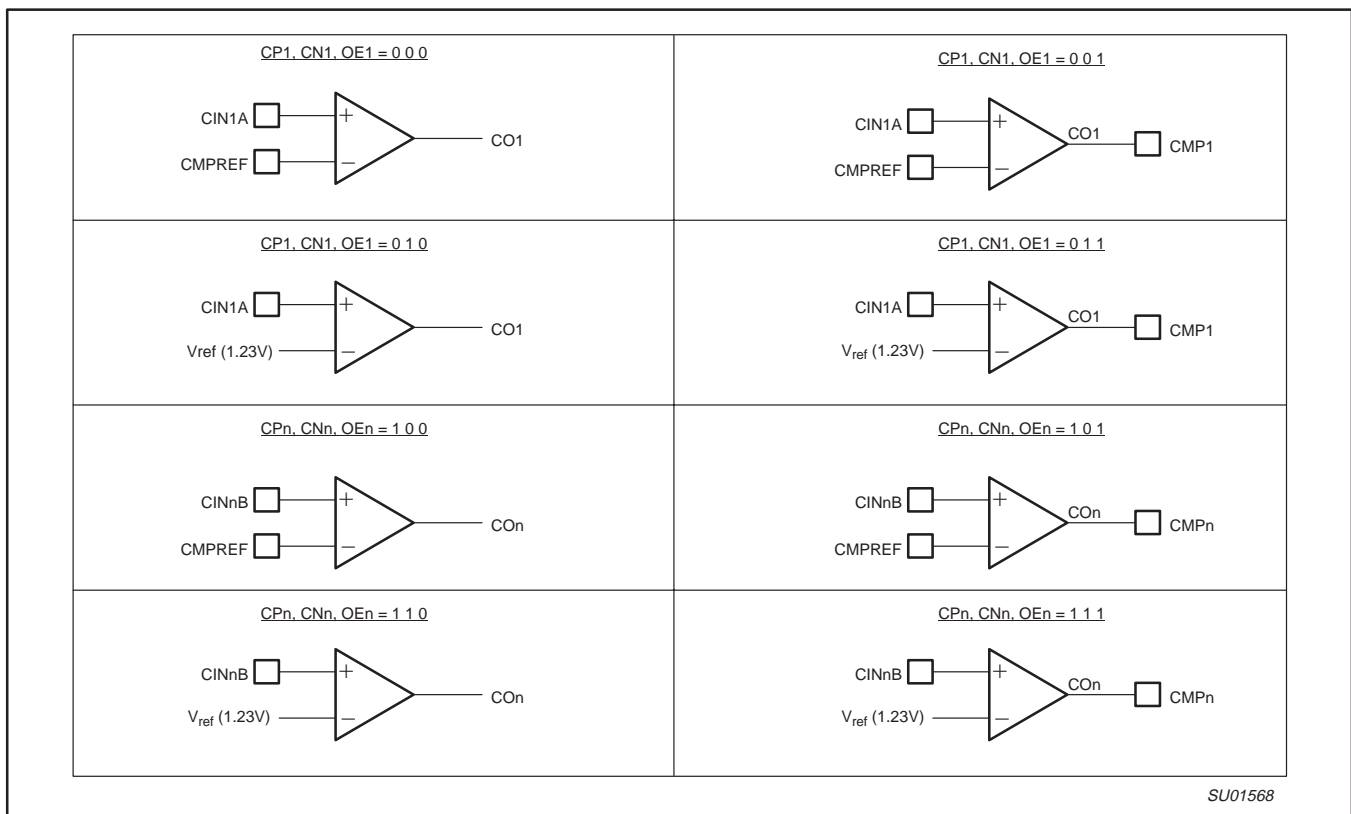 CP1, CN1, OE1 = 0 0 0
CIN1A
+
CO1
CMPREF
–
CP1, CN1, OE1 = 0 0 1
CIN1A
+
CO1
CMP1
CMPREF
–
CP1, CN1, OE1 = 0 1 0
CIN1A
+
CO1
Vref (1.23V)
–
CP1, CN1, OE1 = 0 1 1
CIN1A
+
CO1
CMP1
Vref (1.23V)
–
CPn, CNn, OEn = 1 0 0
CINnB
+
COn
CMPREF
–
CPn, CNn, OEn = 1 0 1
CINnB
+
COn
CMPn
CMPREF
–
CPn, CNn, OEn = 1 1 0
CINnB
+
COn
Vref (1.23V)
–
CPn, CNn, OEn = 1 1 1
CINnB
+
COn
CMPn
Vref (1.23V)
–
SU01568